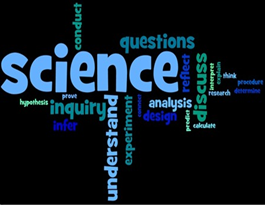 conduct
questions
science
reflect
discuss
interpret
explain
think
procedure
research
determine
hypothesis
prove
inquiry
infer
understand
experiment
analysis
design
predict
calculate